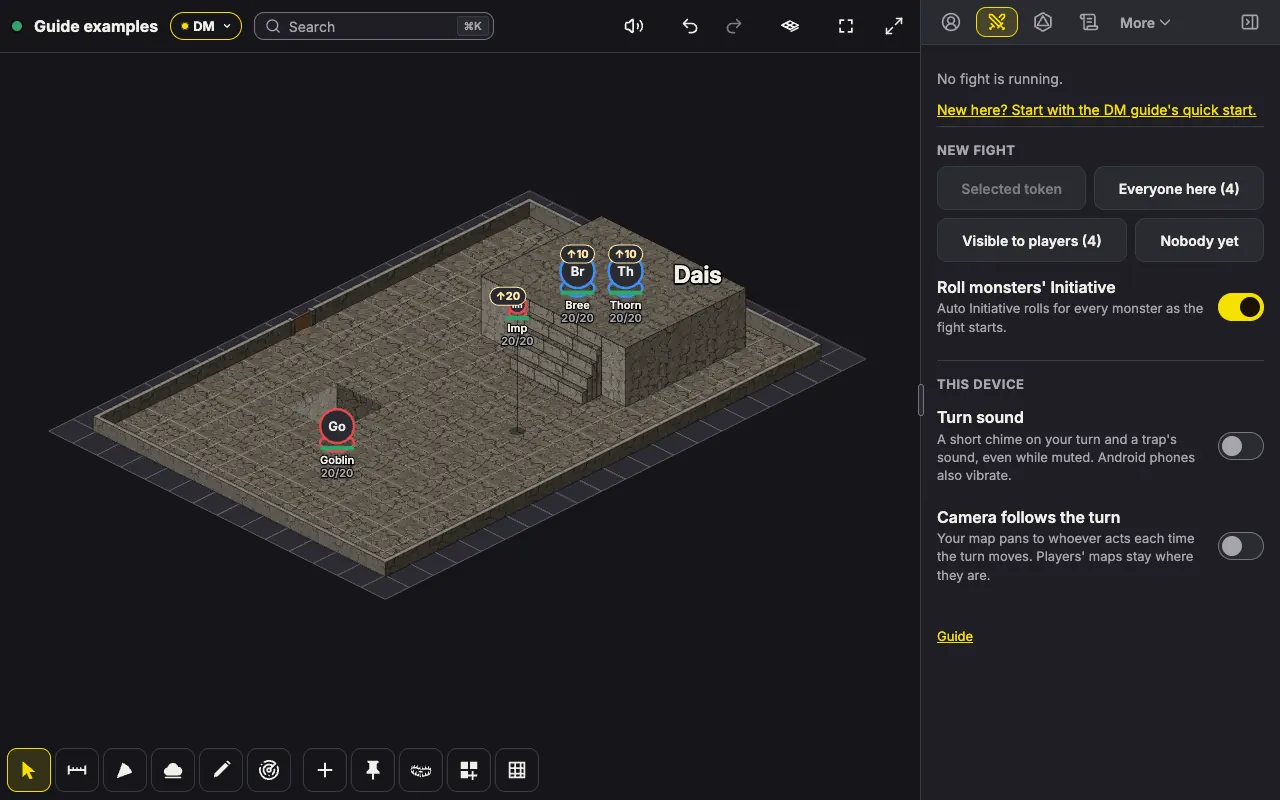 Guide examples
DM
Search
⌘K
More
No fight is running.
New here? Start with the DM guide's quick start.
NEW FIGHT
Selected token
Everyone here (4)
Visible to players (4)
Nobody yet
Roll monsters' Initiative
Auto Initiative rolls for every monster as the
fight starts.
THIS DEVICE
Turn sound
A short chime on your turn and a trap's
sound, even while muted. Android phones
also vibrate.
Camera follows the turn
Your map pans to whoever acts each time
the turn moves. Players' maps stay where
they are.
Guide
↑10
↑10
Br
Th
Dais
↑20
Bree
Thorn
20/20
20/20
Imp
20/20
Go
Goblin
20/20